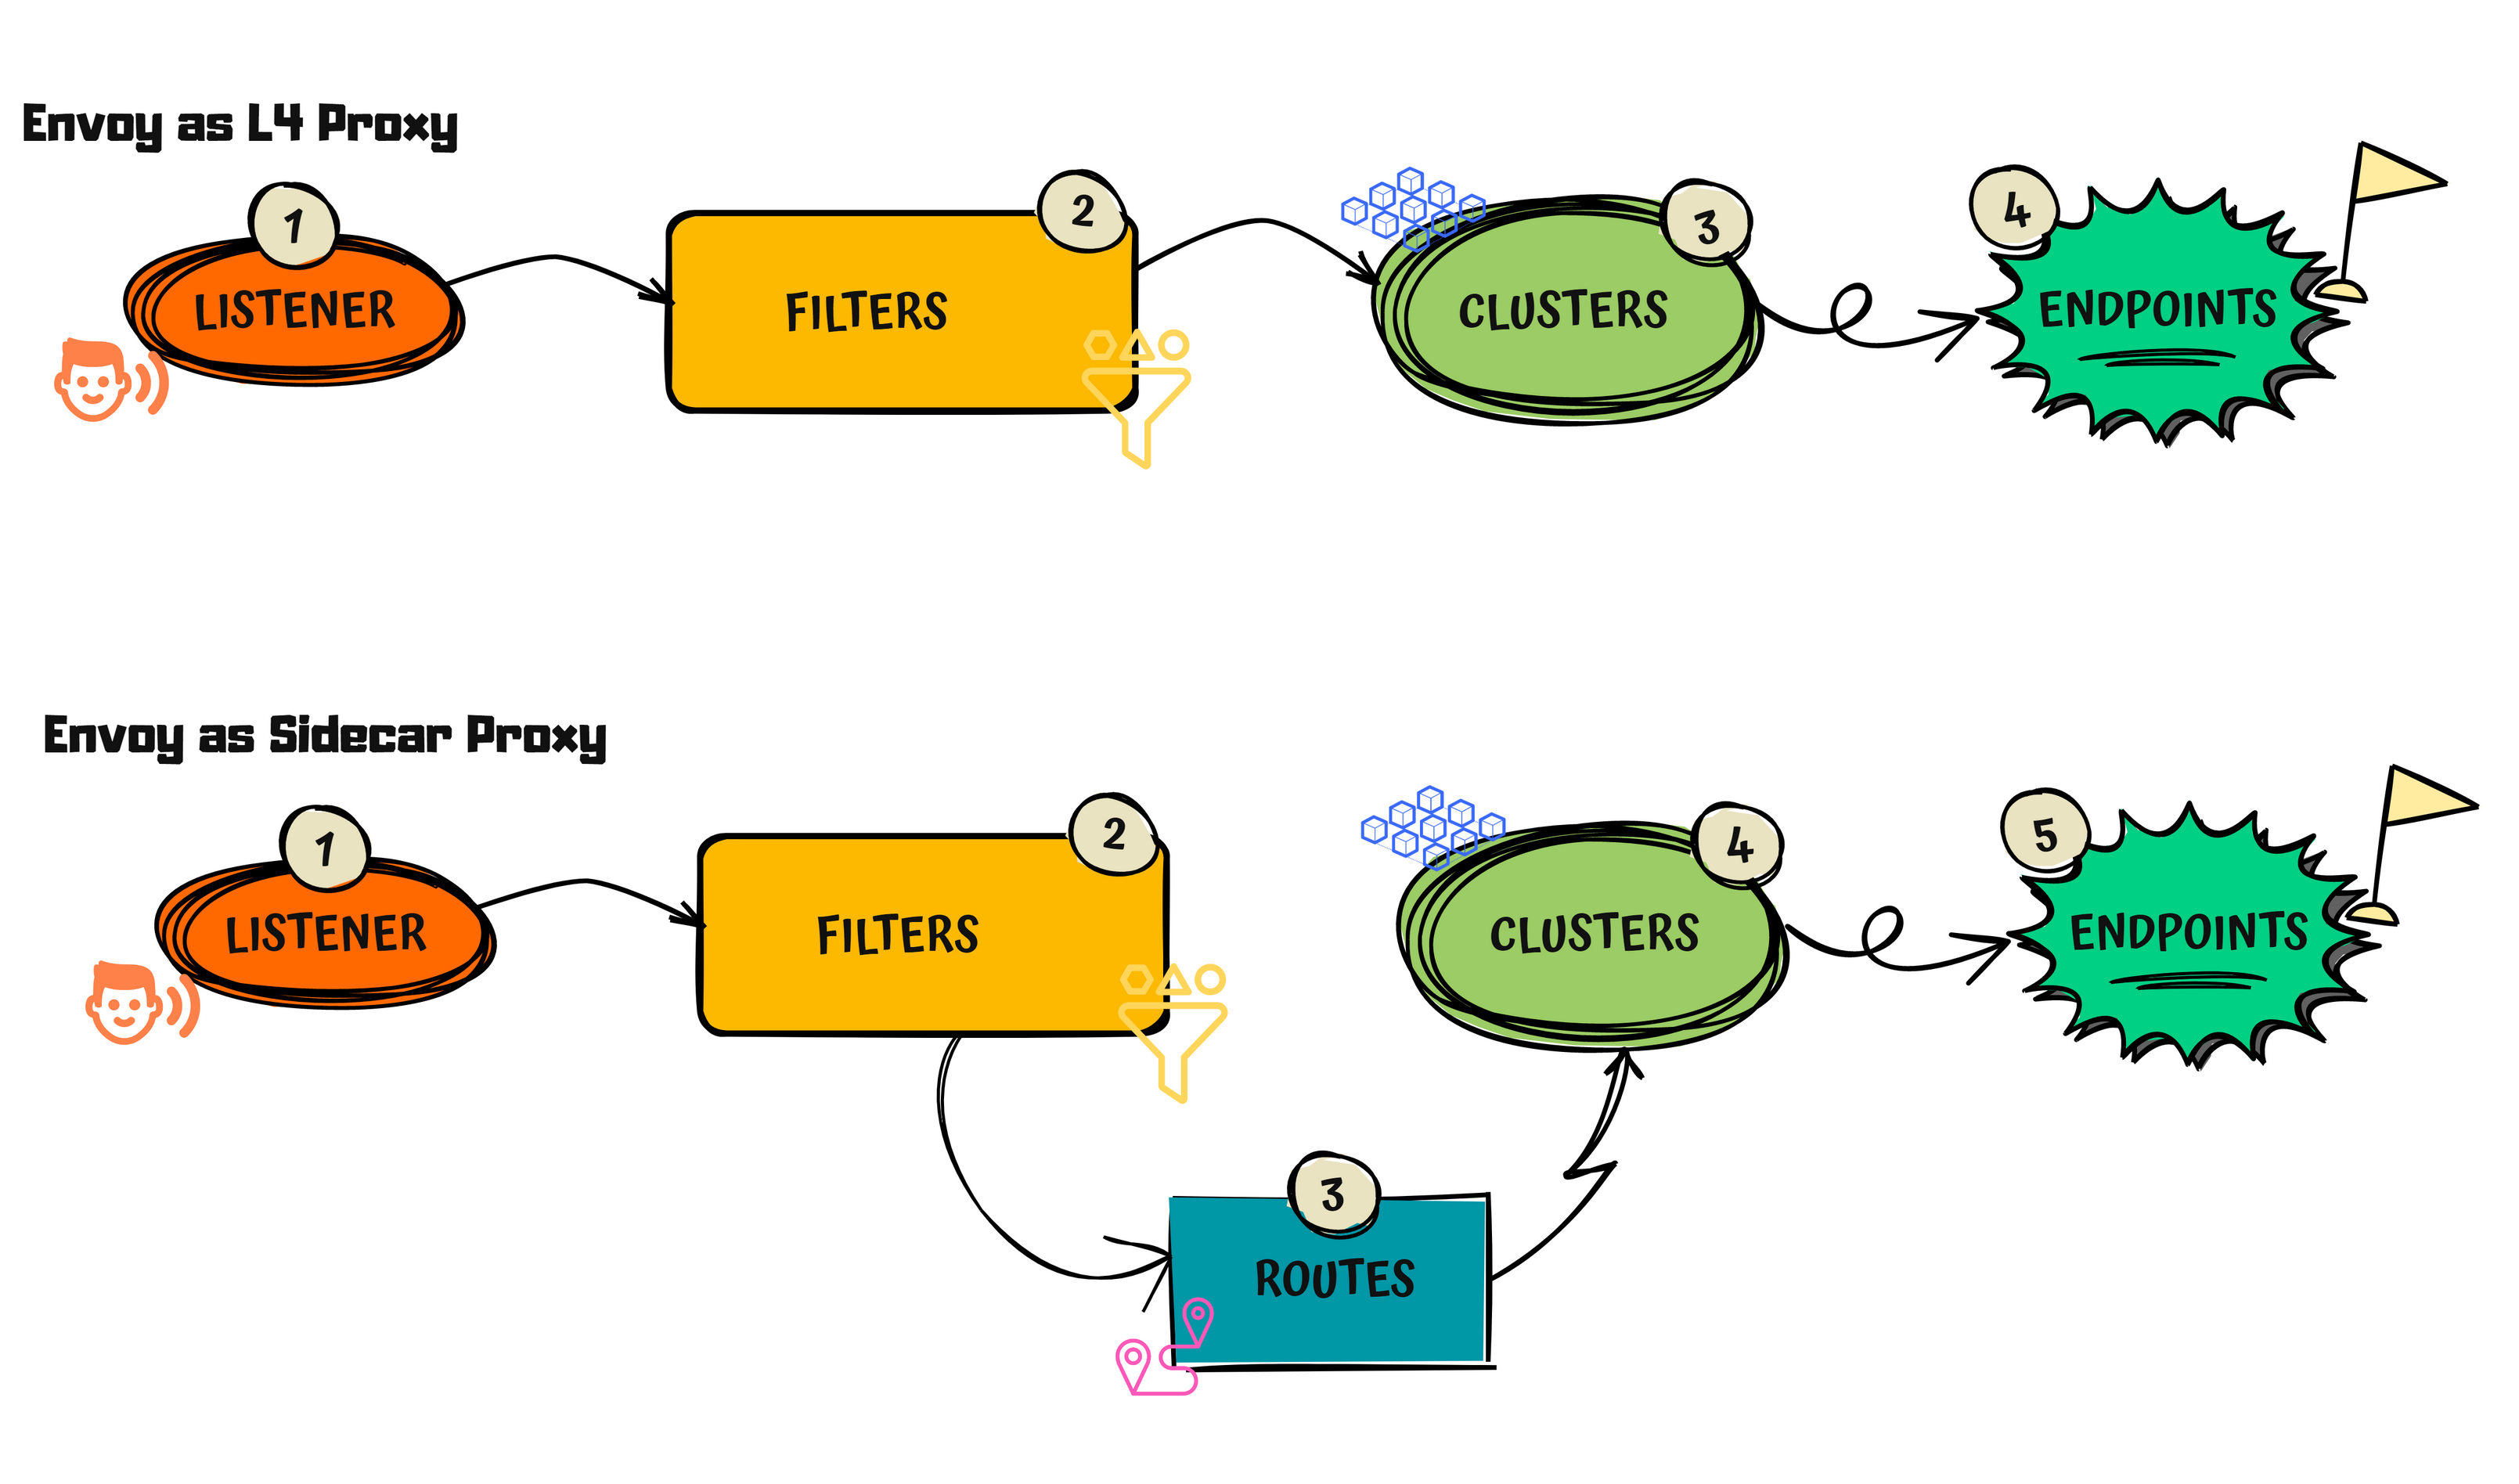 Envoy as L4 Proxy
1
2
3
4
LISTENER
FILTERS
CLUSTERS
ENDPOINTS
Envoy as Sidecar Proxy
1
2
4
5
LISTENER
FILTERS
CLUSTERS
ENDPOINTS
3
ROUTES